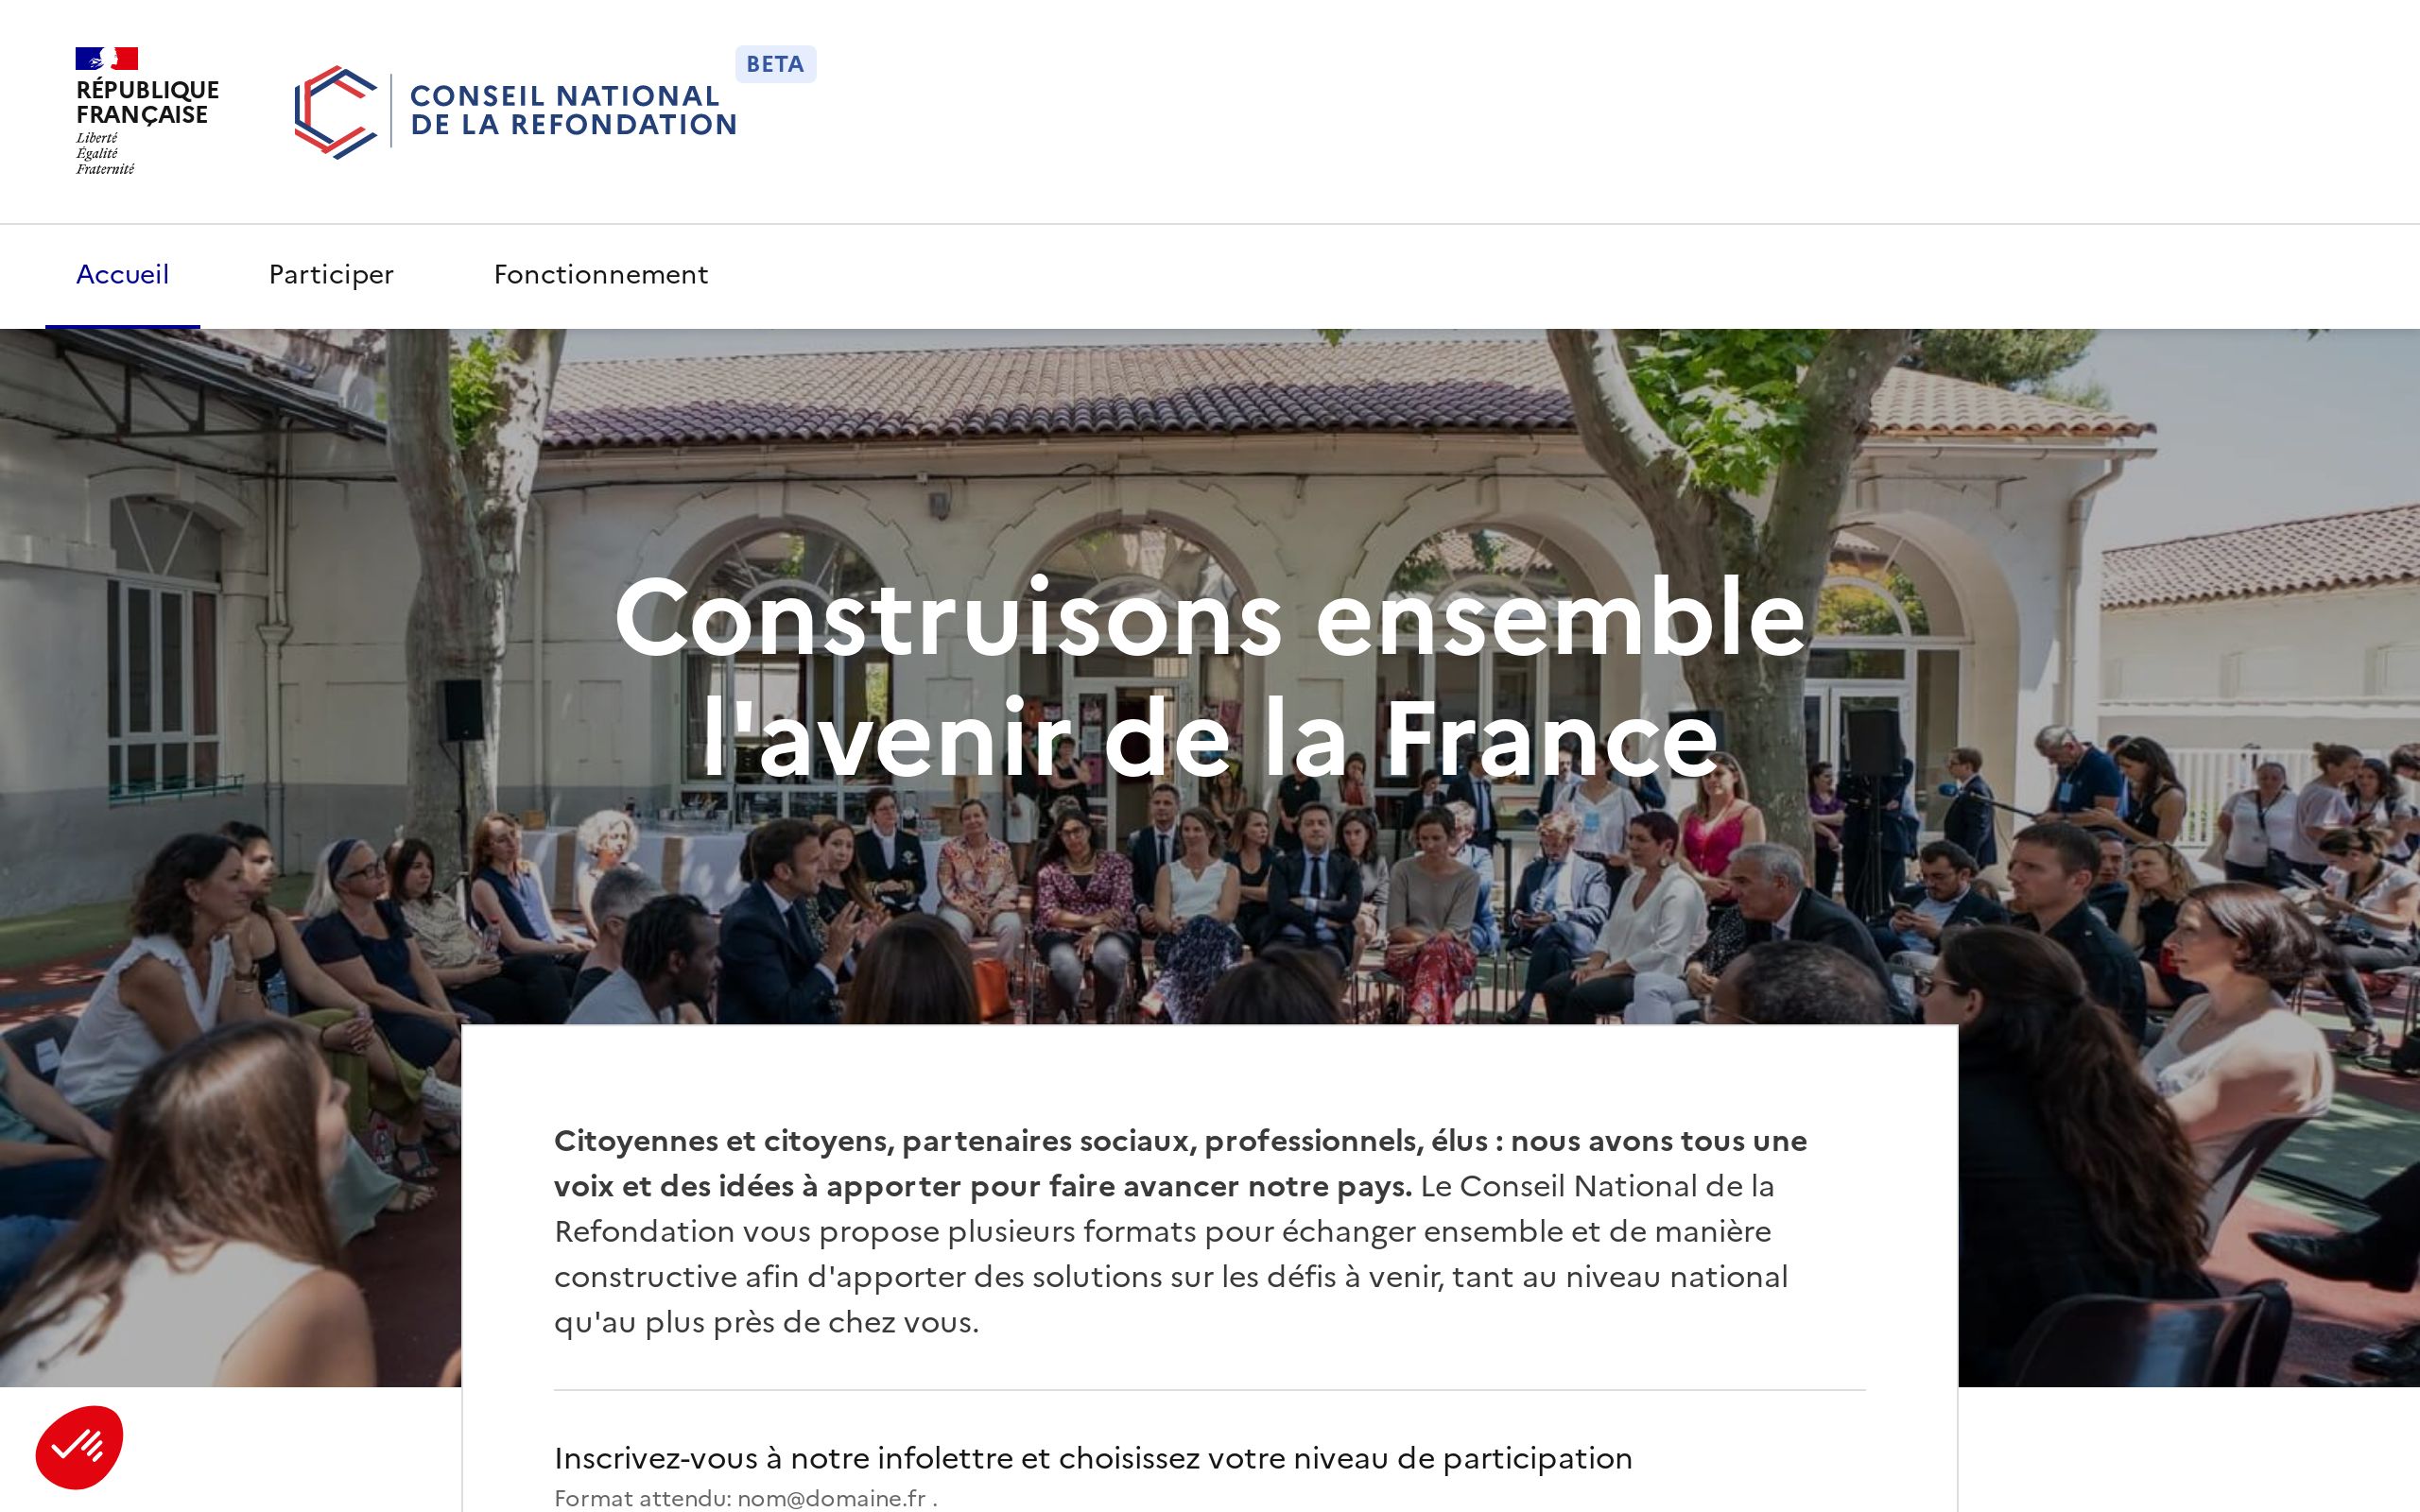 RÉPUBLIQUE
FRANÇAISE
Liberté
Égalité
Fraternité
CONSEIL NATIONAL
DE LA REFONDATION
BETA
Accueil
Participer
Fonctionnement
Construisons ensemble
l'avenir de la France
Citoyennes et citoyens, partenaires sociaux, professionnels, élus : nous avons tous une
voix et des idées à apporter pour faire avancer notre pays. Le Conseil National de la
Refondation vous propose plusieurs formats pour échanger ensemble et de manière
constructive afin d'apporter des solutions sur les défis à venir, tant au niveau national
qu'au plus près de chez vous.
Inscrivez-vous à notre infolettre et choisissez votre niveau de participation
Format attendu: nom@domaine.fr .